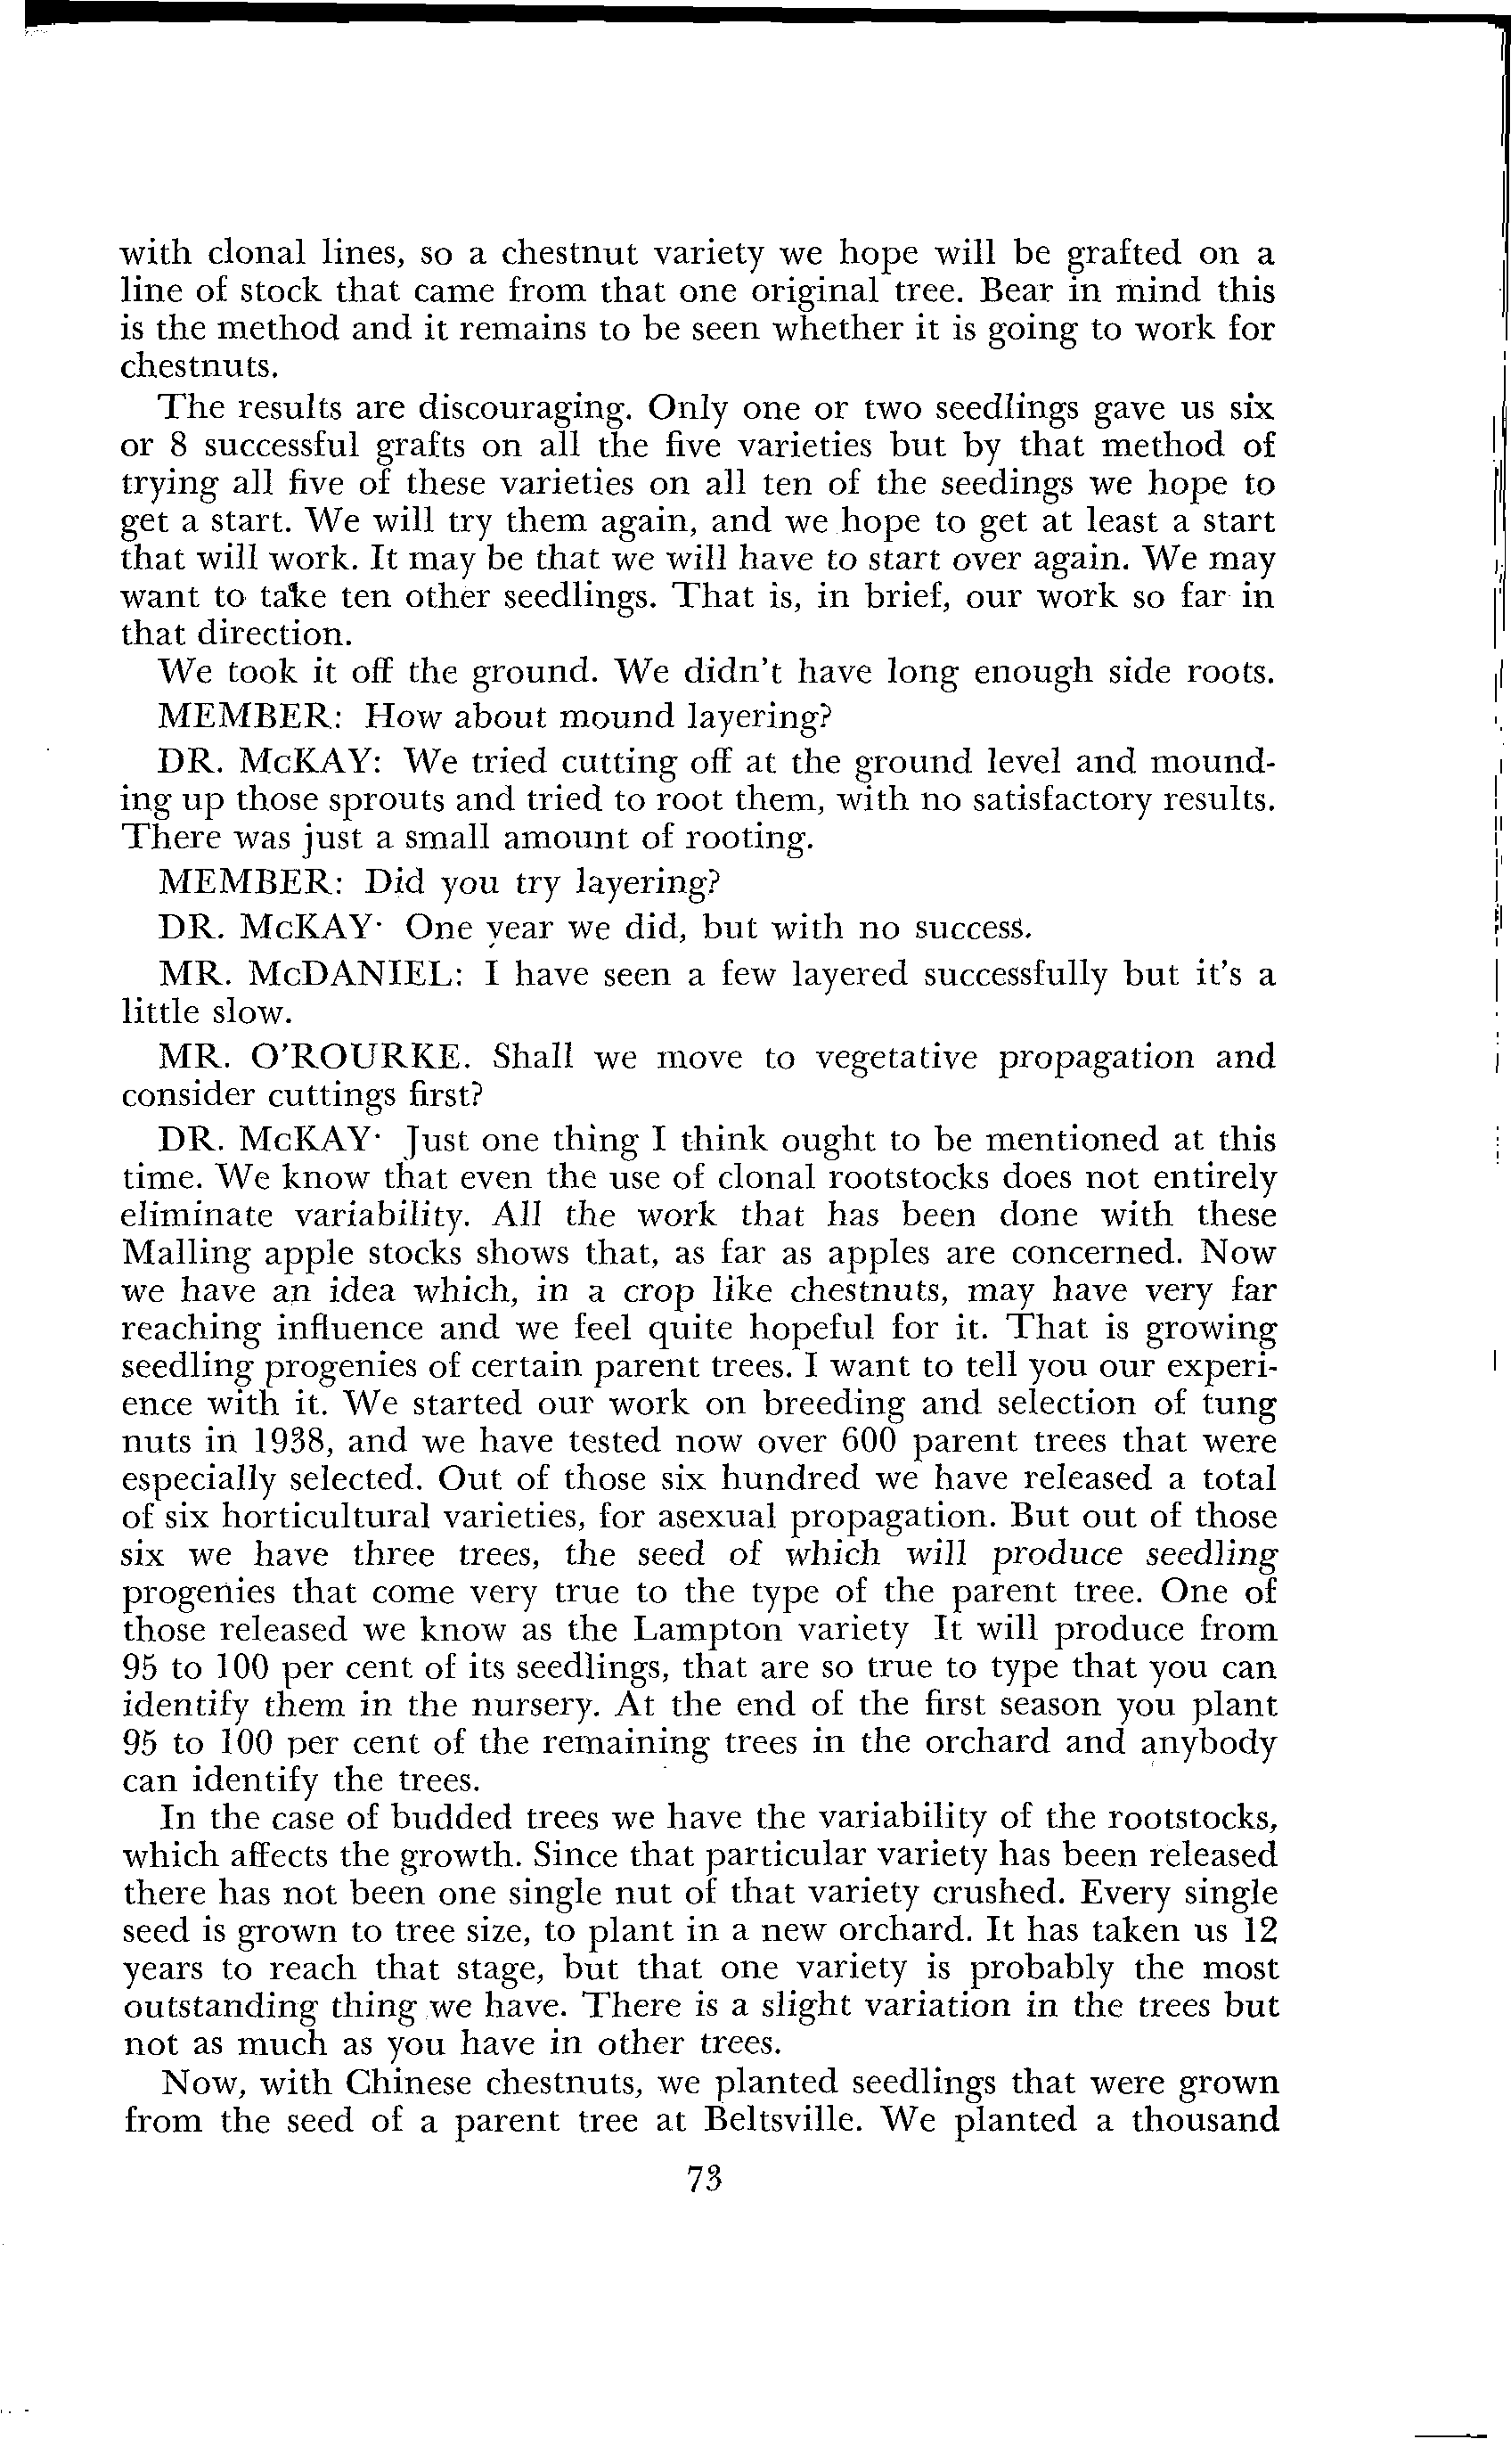 with clonal lines, so a chestnut variety we hope will be grafted on a
line of stock that came from that one original tree. Bear in mind this
is the method and it remains to be seen whether it is going to work for
chestnuts.
The results are discouraging. Only one or two seedlings gave us six
or 8 successful grafts on all the five varieties but by that method of
trying all five of these varieties on all ten of the seedings we hope to
get a start. We will try them again, and we hope to get at least a start
that will work. It may be that we will have to start over again. We may
want to take ten other seedlings. That is, in brief, our work so far in
that direction.
We took it off the ground. We didn't have long enough side roots.
MEMBER: How about mound layering?
DR. McKAY: We tried cutting off at the ground level and mound-
ing up those sprouts and tried to root them, with no satisfactory results.
There was just a small amount of rooting.
MEMBER: Did you try layering?
DR. McKAY· One year we did, but with no success.
MR. McDANIEL: I have seen a few layered successfully but it's a
little slow.
MR. O'ROURKE. Shall we move to vegetative propagation and
consider cuttings first?
DR. McKAY· Just one thing I think ought to be mentioned at this
time. We know that even the use of clonal rootstocks does not entirely
eliminate variability. All the work that has been done with these
Malling apple stocks shows that, as far as apples are concerned. Now
we have an idea which, in a crop like chestnuts, may have very far
reaching influence and we feel quite hopeful for it. That is growing
seedling progenies of certain parent trees. I want to tell you our experi-
ence with it. We started our work on breeding and selection of tung
nuts in 1938, and we have tested now over 600 parent trees that were
especially selected. Out of those six hundred we have released a total
of six horticultural varieties, for asexual propagation. But out of those
six we have three trees, the seed of which will produce seedling
progenies that come very true to the type of the parent tree. One of
those released we know as the Lampton variety It will produce from
95 to 100 per cent of its seedlings, that are so true to type that you can
identify them in the nursery. At the end of the first season you plant
95 to 100 per cent of the remaining trees in the orchard and anybody
can identify the trees.
In the case of budded trees we have the variability of the rootstocks,
which affects the growth. Since that particular variety has been released
there has not been one single nut of that variety crushed. Every single
seed is grown to tree size, to plant in a new orchard. It has taken us 12
years to reach that stage, but that one variety is probably the most
outstanding thing we have. There is a slight variation in the trees but
not as much as you have in other trees.
Now, with Chinese chestnuts, we planted seedlings that were grown
from the seed of a parent tree at Beltsville. We planted a thousand
73